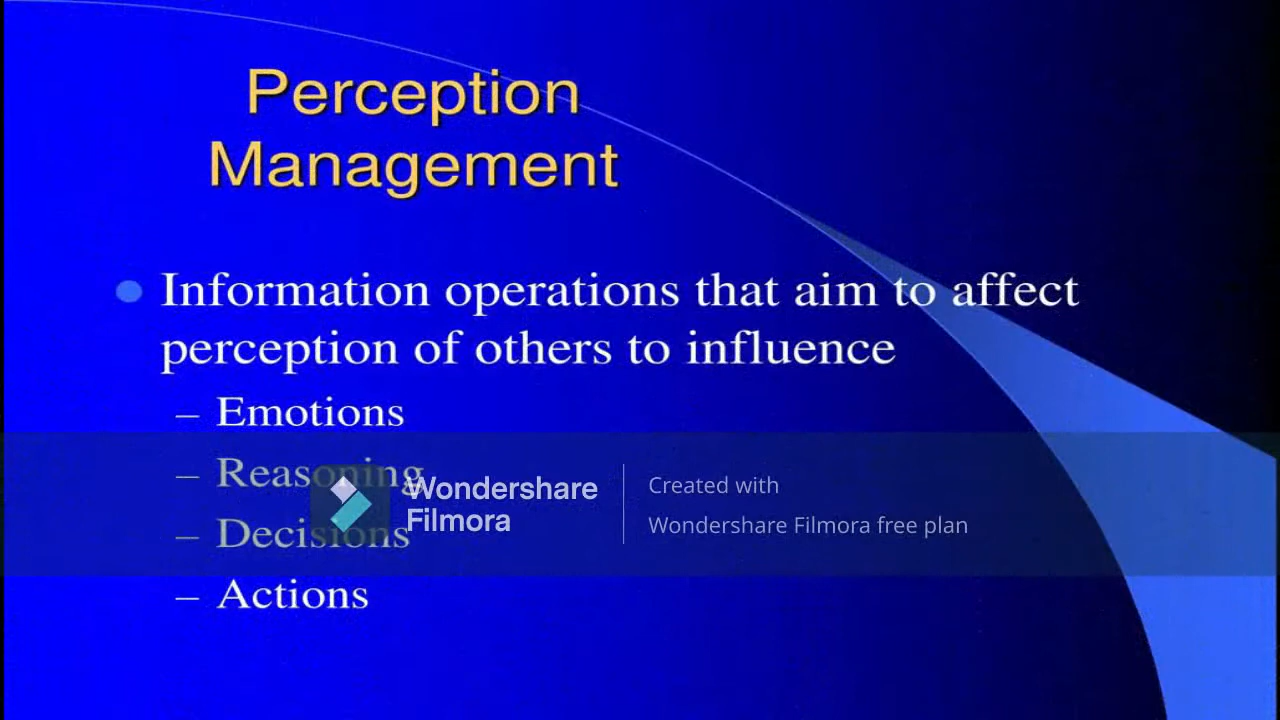 Perception
Management
Information operations that aim to affect
perception of others to influence
– Emotions
– Reasoning
– Decisions
– Actions
Wondershare
Filmora
Created with
Wondershare Filmora free plan